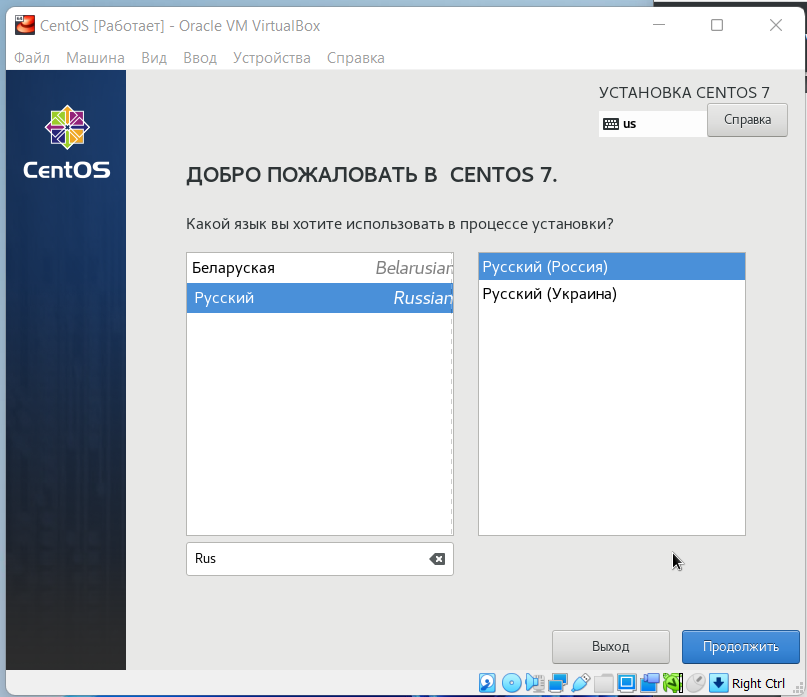 CentOS [Работает] - Oracle VM VirtualBox
Файл Машина Вид Ввод Устройства Справка
УСТАНОВКА CENTOS 7
us Справка
CentOS
ДОБРО ПОЖАЛОВАТЬ В CENTOS 7.
Какой язык вы хотите использовать в процессе установки?
Беларуская Belarusian
Русский Russian
Русский (Россия)
Русский (Украина)
Rus
Выход Продолжить
Right Ctrl